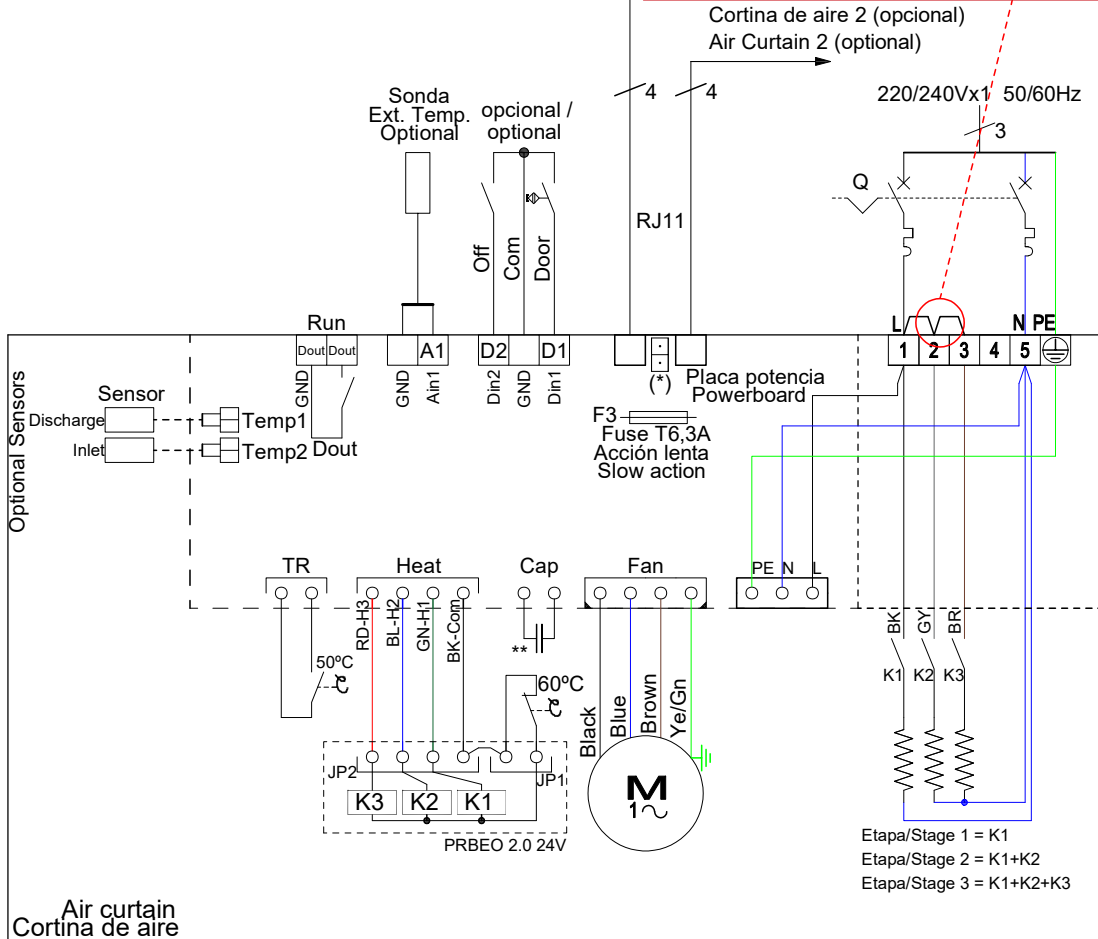 Cortina de aire 2 (opcional)
Air Curtain 2 (optional)
4
4
220/240Vx1 50/60Hz
3
Sonda
Ext. Temp.
Optional
opcional /
optional
Q
RJ11
Off
Com
Door
L
N
PE
Run
Dout
Dout
A1
D2
D1
1
2
3
4
5
GND
GND
Ain1
Din2
GND
Din1
(*)
Placa potencia
Powerboard
F3
Fuse T6,3A
Acción lenta
Slow action
Optional Sensors
Sensor
Discharge
Temp1
Inlet
Temp2
Dout
TR
Heat
Cap
Fan
PE
N
L
RD-H3
BL-H2
GN-H1
BK-Com
**
50ºC
60ºC
Black
Blue
Brown
Ye/Gn
BK
GY
BR
K1
K2
K3
JP2
JP1
K3
K2
K1
M
1
PRBEO 2.0 24V
Etapa/Stage 1 = K1
Etapa/Stage 2 = K1+K2
Etapa/Stage 3 = K1+K2+K3
Air curtain
Cortina de aire